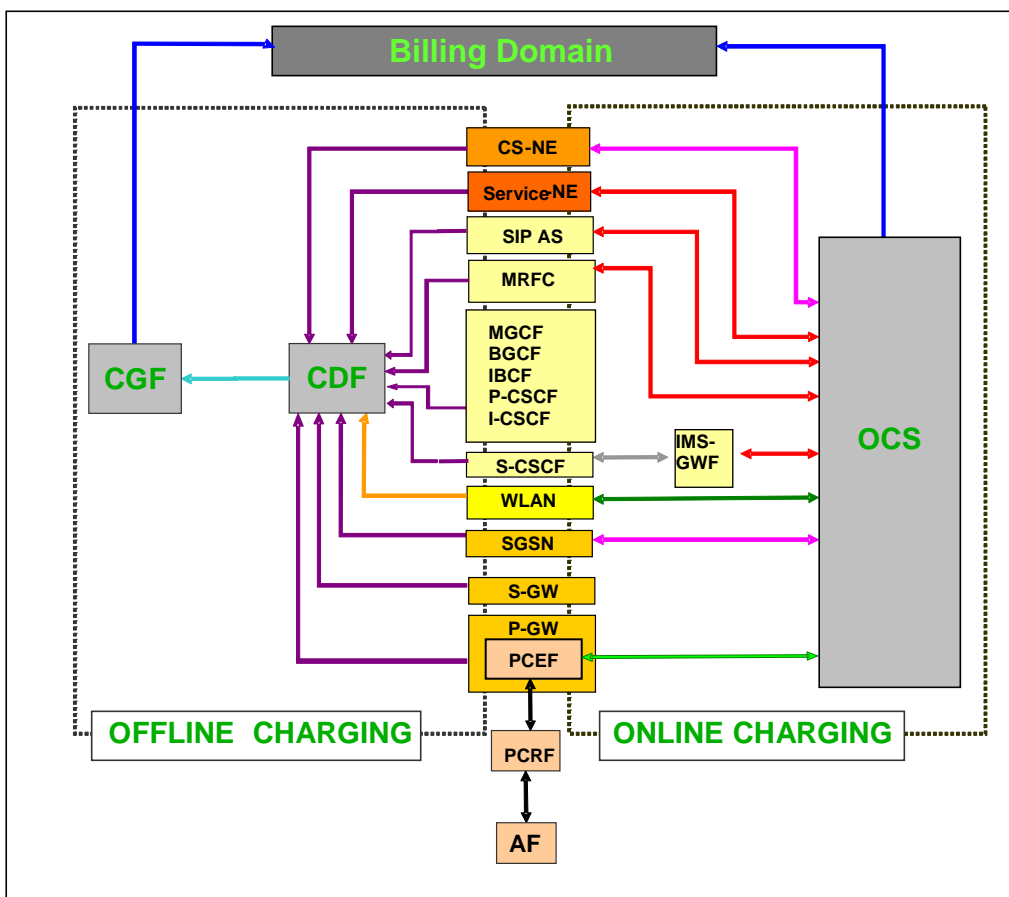 Billing Domain
CS-NE
Service-NE
SIP AS
MRFC
MGCF
BGCF
IBCF
P-CSCF
I-CSCF
CGF
CDF
OCS
IMS-
GWF
S-CSCF
WLAN
SGSN
S-GW
P-GW
PCEF
OFFLINE CHARGING
ONLINE CHARGING
PCRF
AF